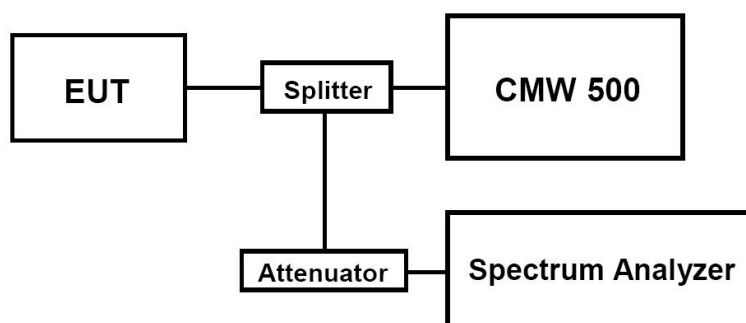 EUT
Splitter
CMW 500
Attenuator
Spectrum Analyzer